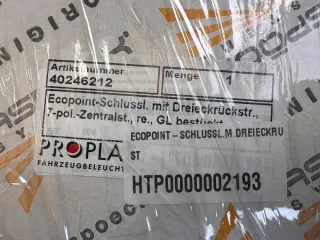 Artikelnummer
40246212
Menge
1
Ecopoint-Schlussl. mit Dreieckrückstr.,
7-pol.-Zentralst., re., GL
PROPLA
FAHRZEUGBELEUCHT
ECOPOINT-SCHLUSSL.M.DREIECKRU
ST
HTP0000002193